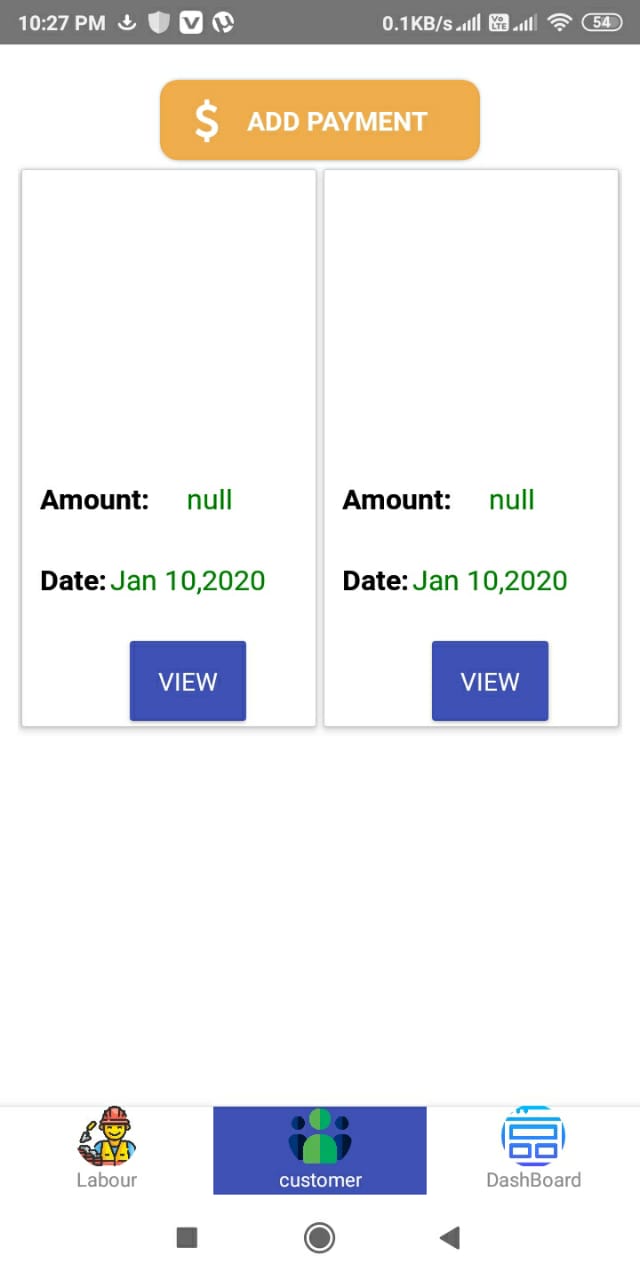 10:27 PM 0.1KB/s Vo LTE 54
$ ADD PAYMENT
Amount: null Amount: null
Date: Jan 10,2020 Date: Jan 10,2020
VIEW VIEW
Labour customer DashBoard